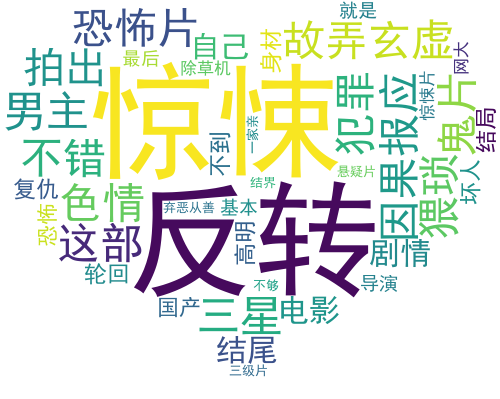 就是
恐怖片
故弄玄虚
自己
身材
最后
拍出
除草机
网大
惊悚
惊悚片
男主
犯罪
因果报应
猥琐
鬼片
结局
一家亲
不错
不到
坏人
悬疑片
复仇
色情
结界
反转
弃恶从善
基本
恐怖
这部
高明
剧情
轮回
导演
不够
国产
三星
电影
结尾
三级片